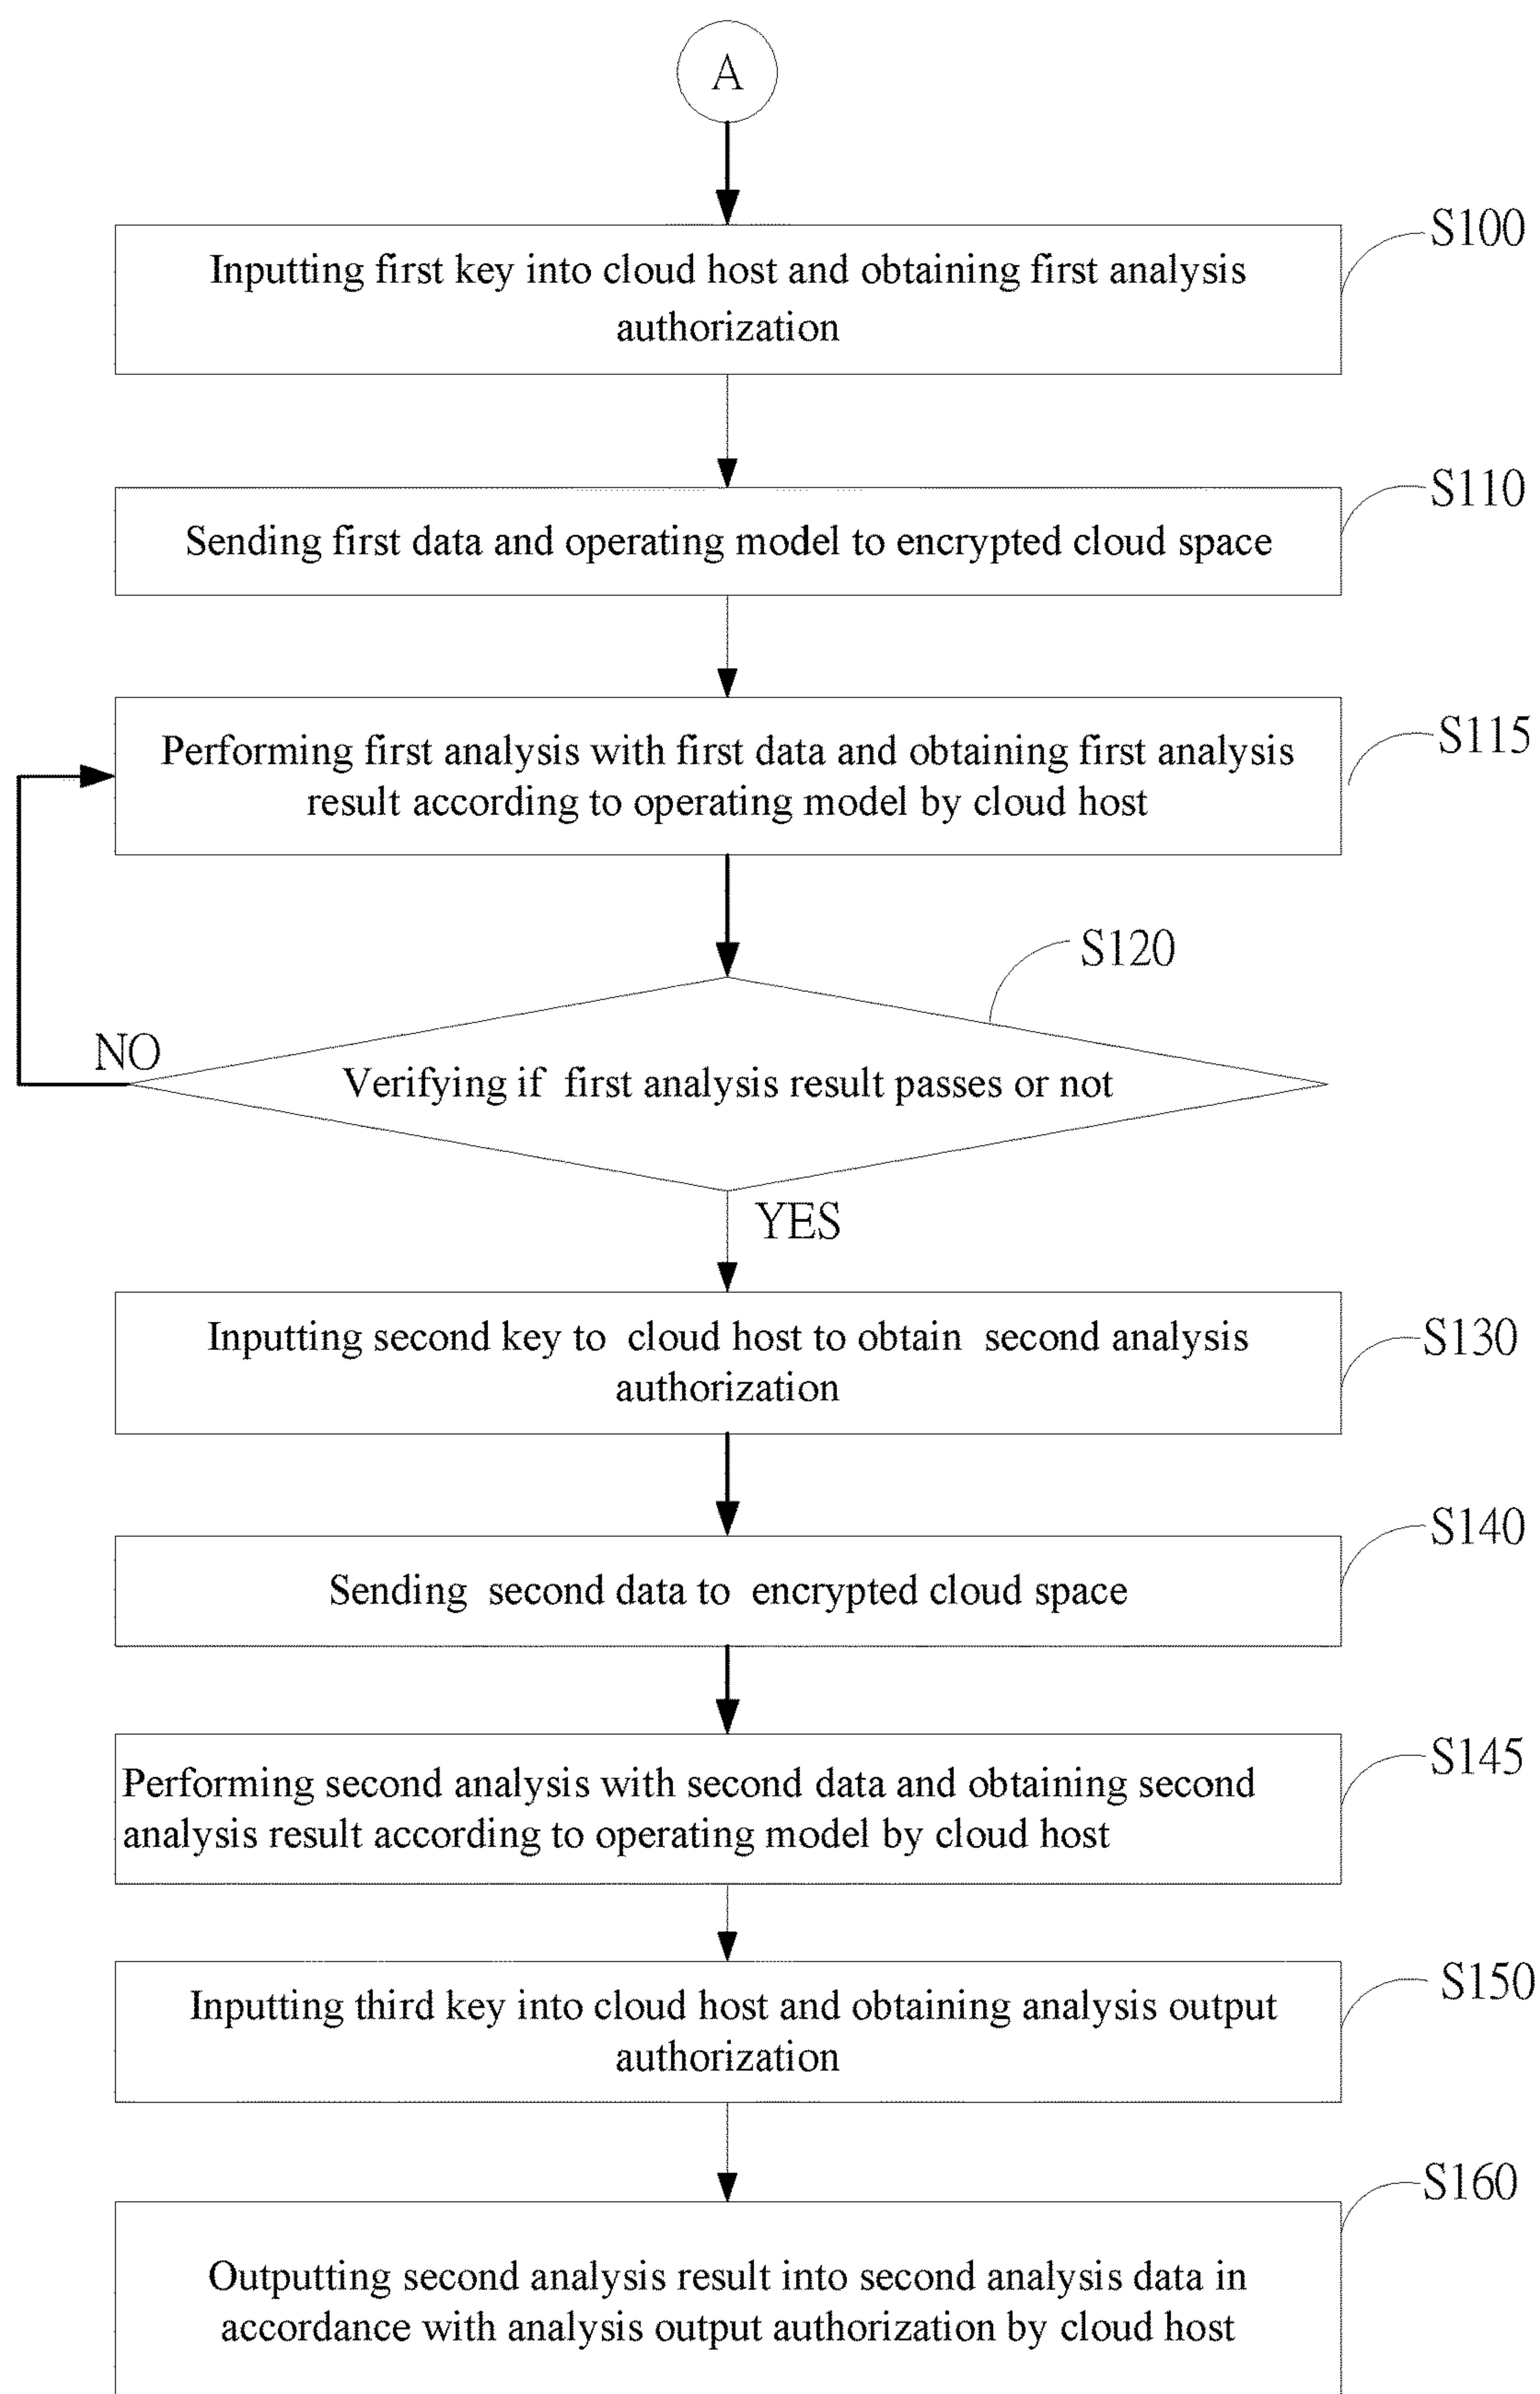 A
S100
Inputting first key into cloud host and obtaining first analysis
authorization
S110
Sending first data and operating model to encrypted cloud space
S115
Performing first analysis with first data and obtaining first analysis
result according to operating model by cloud host
S120
NO
Verifying if first analysis result passes or not
YES
Inputting second key to cloud host to obtain second analysis
authorization
S130
S140
Sending second data to encrypted cloud space
S145
Performing second analysis with second data and obtaining second
analysis result according to operating model by cloud host
S150
Inputting third key into cloud host and obtaining analysis output
authorization
S160
Outputting second analysis result into second analysis data in
accordance with analysis output authorization by cloud host